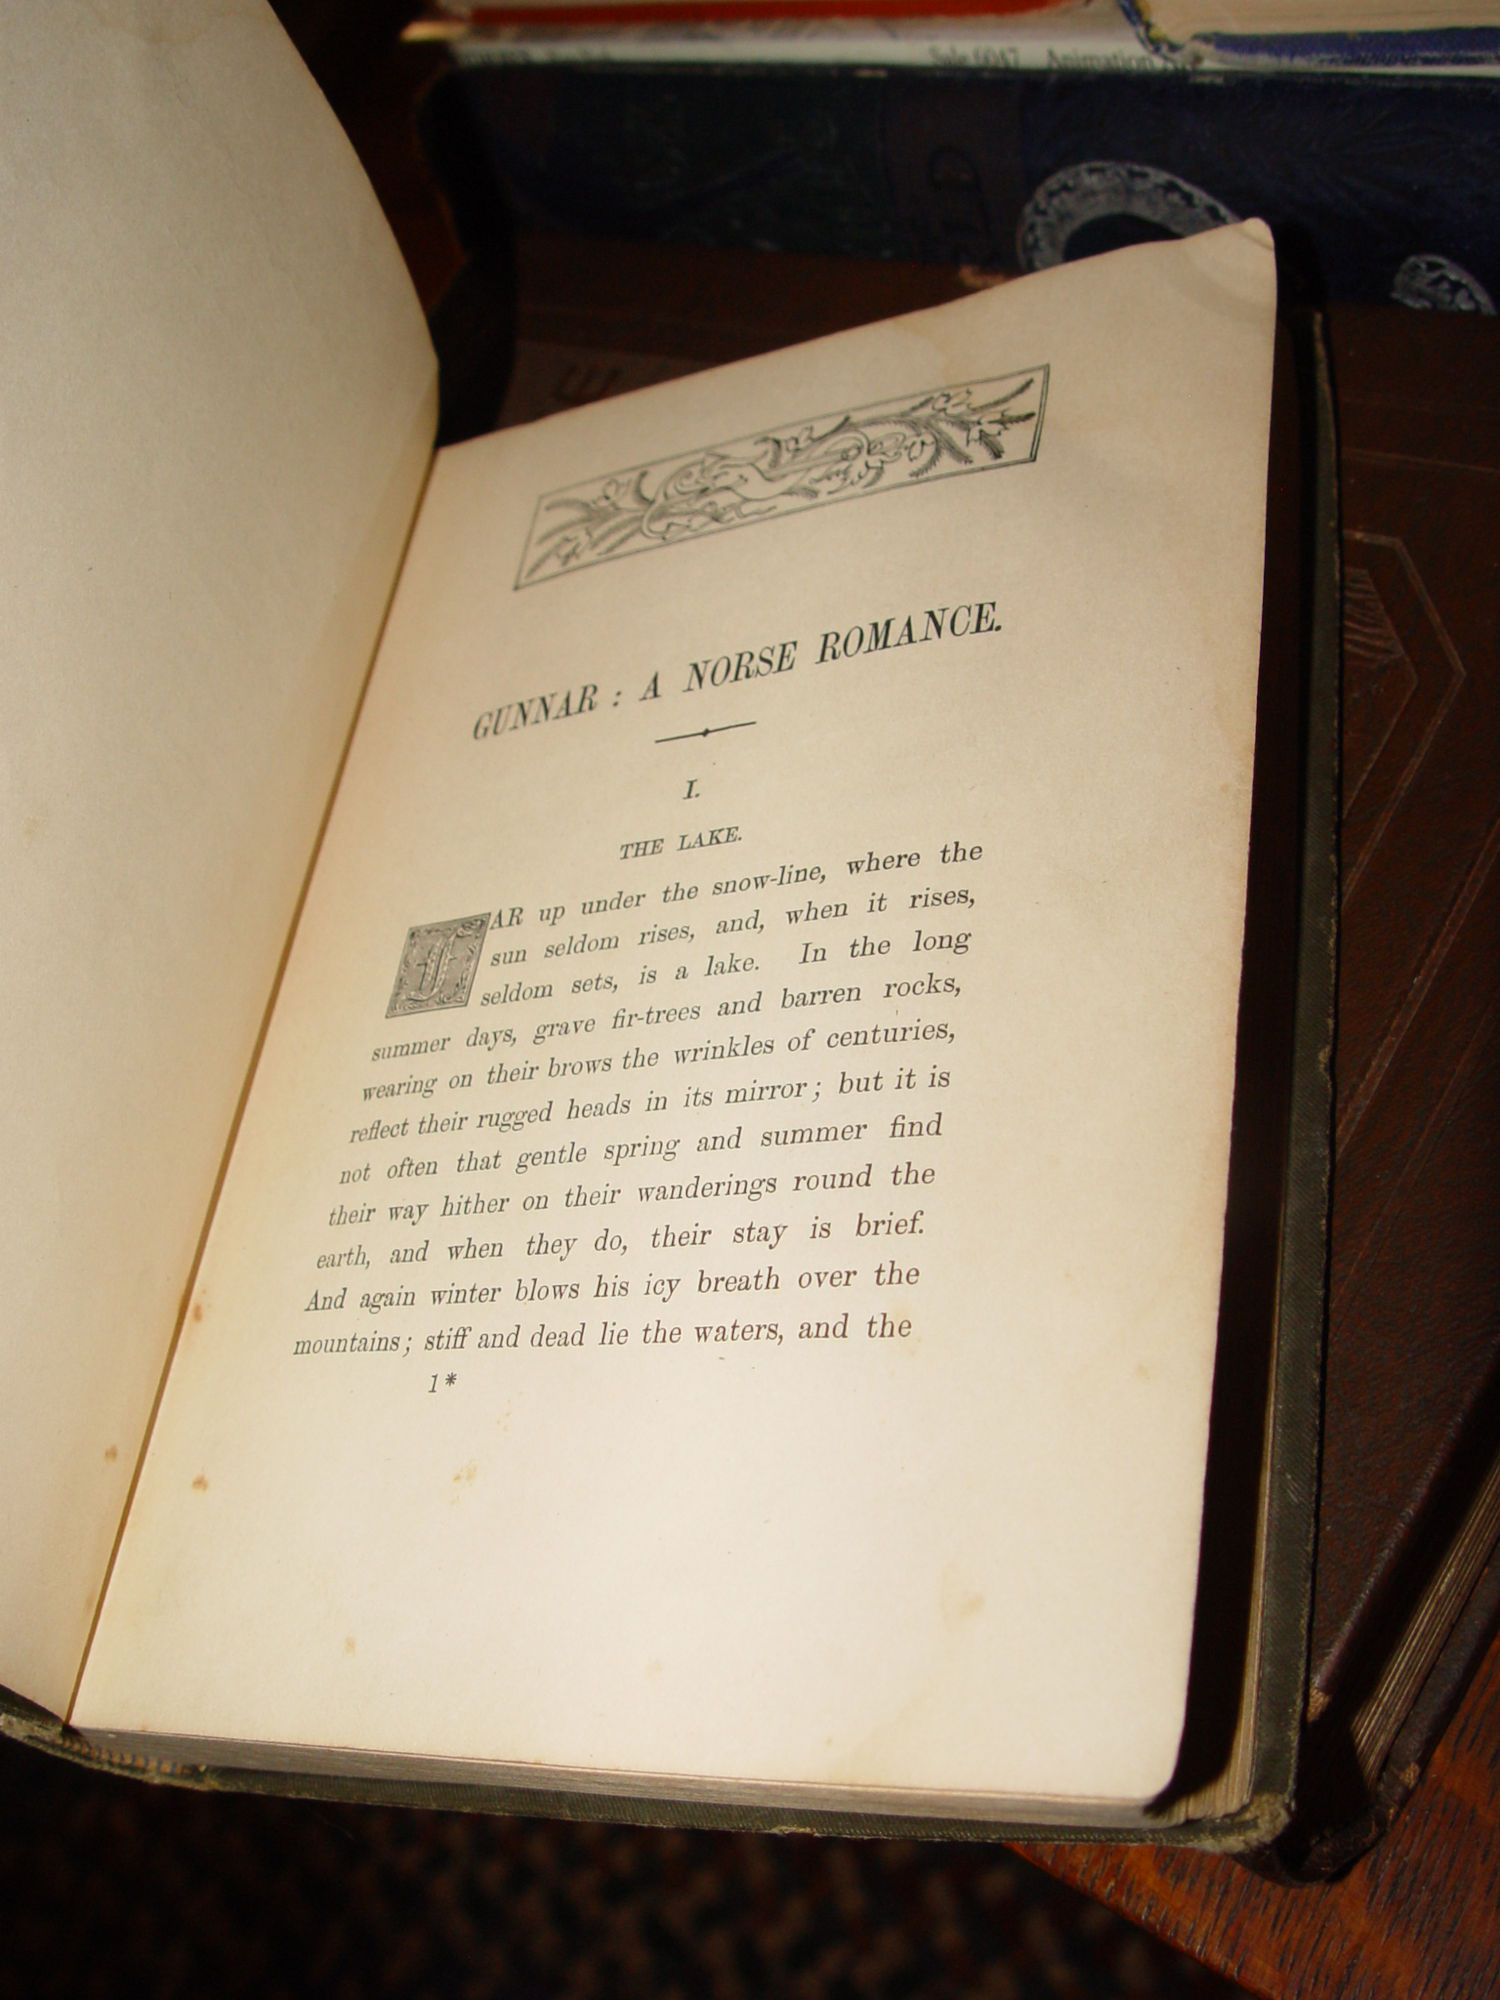 Sale 6047 Animation
GUNNAR : A NORSE ROMANCE.
I.
THE LAKE.
FAR up under the snow-line, where the
sun seldom rises, and, when it rises,
seldom sets, is a lake. In the long
summer days, grave fir-trees and barren rocks,
wearing on their brows the wrinkles of centuries,
reflect their rugged heads in its mirror; but it is
not often that gentle spring and summer find
their way hither on their wanderings round the
earth, and when they do, their stay is brief.
And again winter blows his icy breath over the
mountains; stiff and dead lie the waters, and the
1*